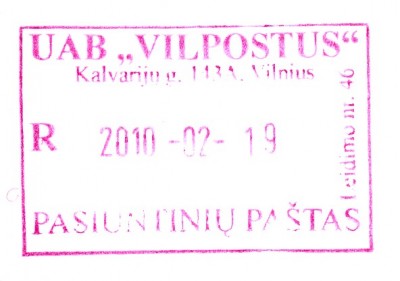 UAB „VILPOSTUS“
Kalvarijų g. 143A, Vilnius
R 2010 -02- 19
Leidimo nr. 46
PASIUNTINIŲ PAŠTAS